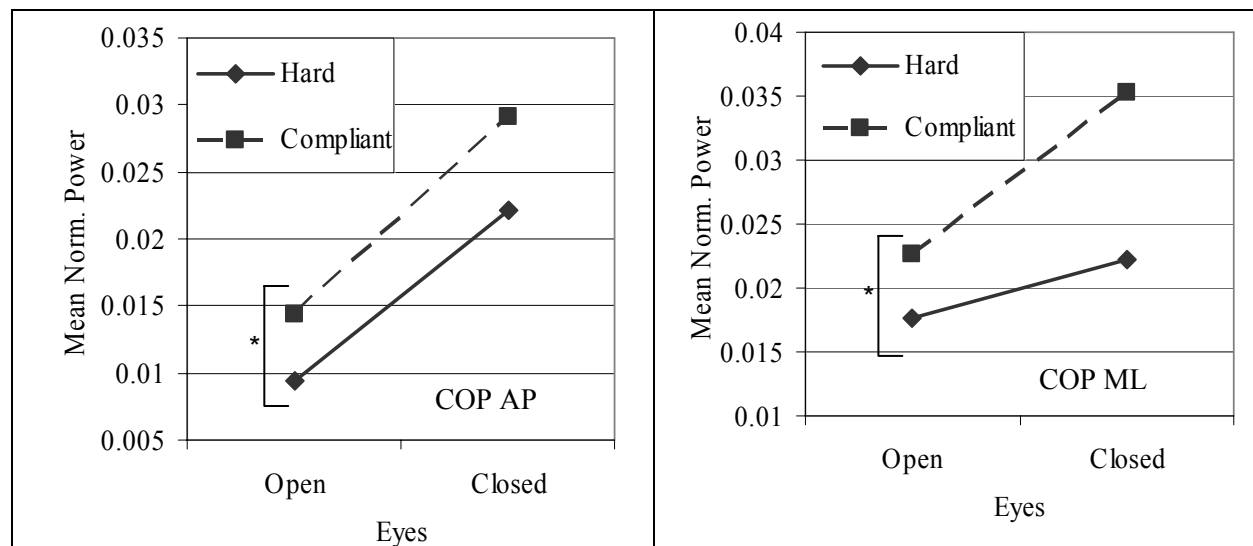 0.035
0.03
0.025
0.02
0.015
0.01
0.005
Mean Norm. Power
Hard
Compliant
*
COP AP
Open Closed
Eyes
0.04
0.035
0.03
0.025
0.02
0.015
0.01
Mean Norm. Power
Hard
Compliant
*
COP ML
Open Closed
Eyes